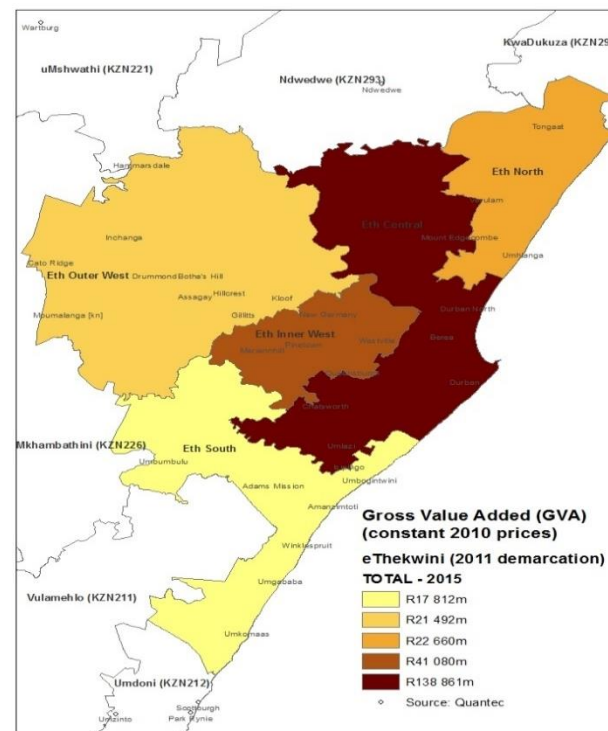 Wartburg
KwaDukuza (KZN29
uMshwathi (KZN221)
Ndwedwe (KZN293)
Ndwedwe
Tongaat
Hammarsdale
Eth North
Verulam
Eth Central
Inchanga
Mount Edgecombe
Umhlanga
Cato Ridge
Eth Outer West
Drummond
Botha's Hill
Assagay
Hillcrest
Kloof
Durban North
Mpumalanga [kn]
Gillitts
New Germany
Eth Inner West
Westville
Berea
Pinetown
Mariannhill
Durban
Chatsworth
Mkhambathini (KZN226)
Eth South
Umlazi
Umbumbulu
Isipingo
Umbogintwini
Adams Mission
Amanzimtoti
Gross Value Added (GVA)
(constant 2010 prices)
Winklespruit
eThekwini (2011 demarcation)
TOTAL - 2015
Umgababa
R17 812m
Vulamehlo (KZN211)
R21 492m
Umkomaas
R22 660m
R41 080m
Umdoni (KZN212)
R138 861m
Scottburgh
Source: Quantec
Umzinto
Park Rynie